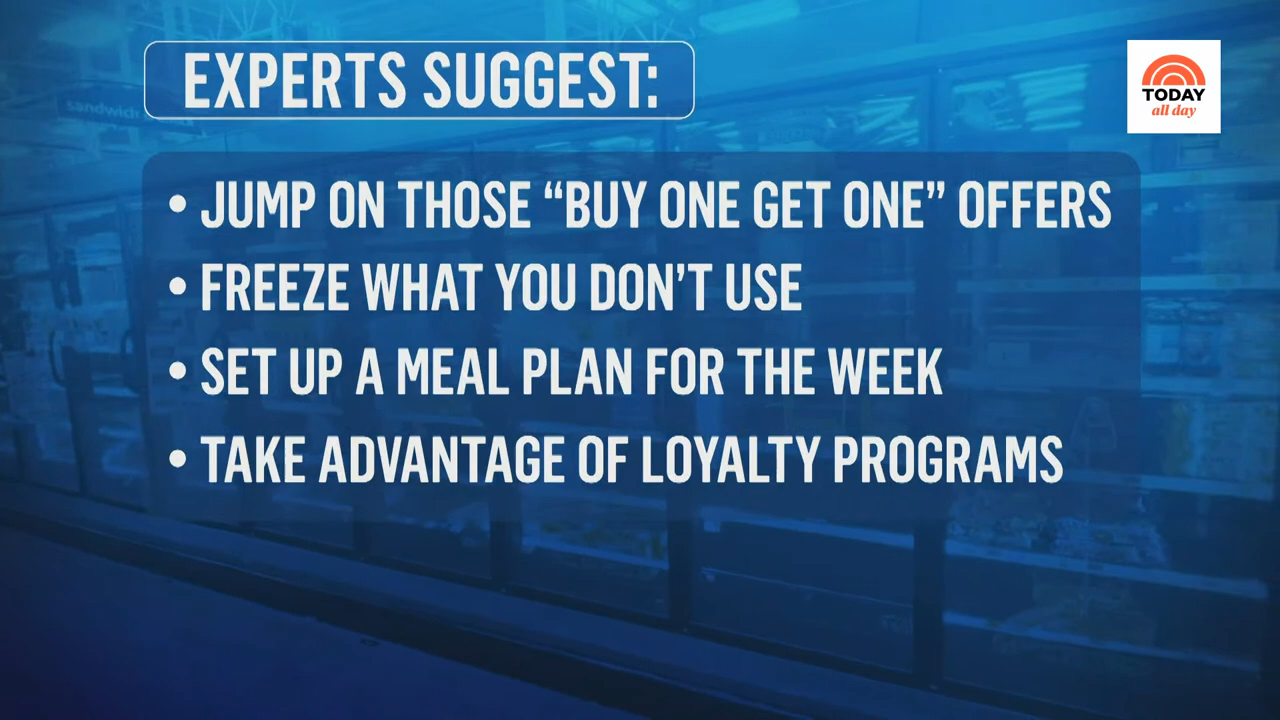 EXPERTS SUGGEST:
sandwich
TODAY
all day
• JUMP ON THOSE “BUY ONE GET ONE” OFFERS
• FREEZE WHAT YOU DON’T USE
• SET UP A MEAL PLAN FOR THE WEEK
• TAKE ADVANTAGE OF LOYALTY PROGRAMS